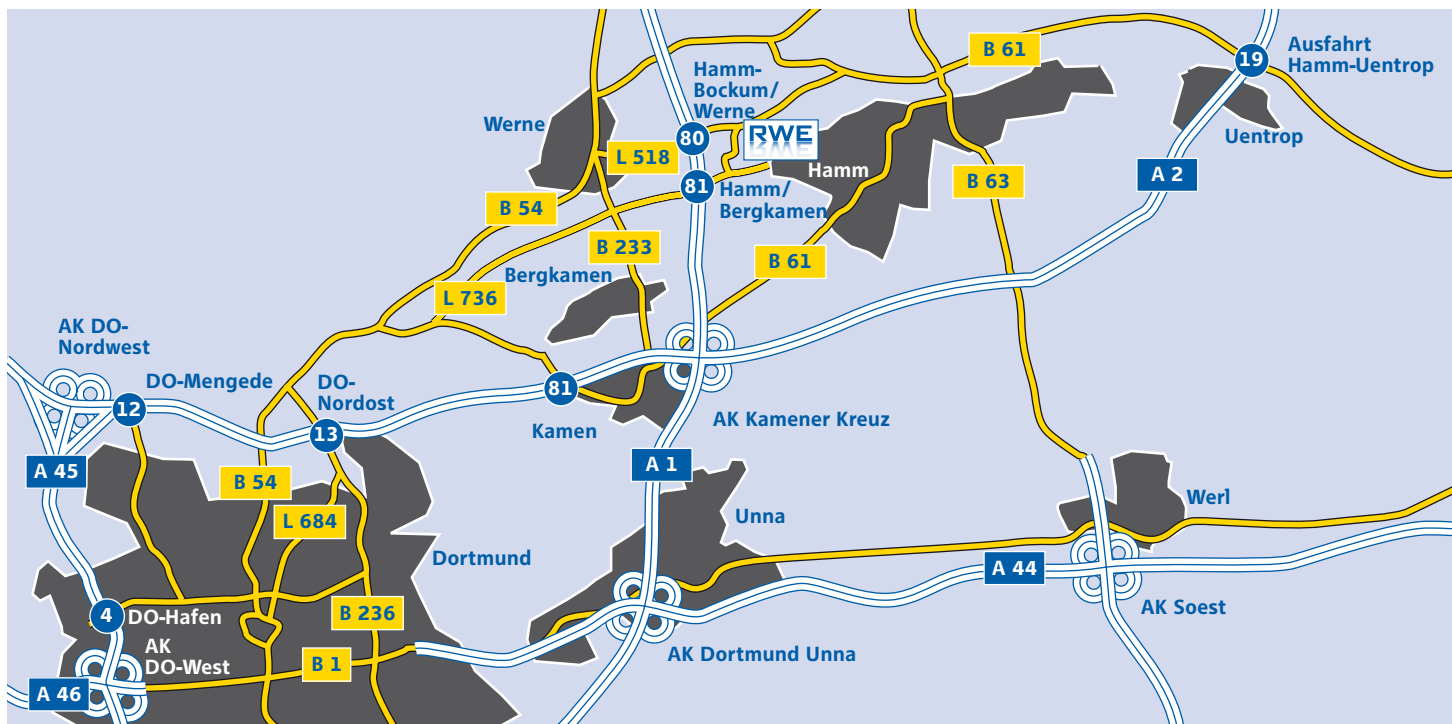 B 61
19
Ausfahrt
Hamm-Uentrop
Hamm-
Bockum/
Werne
80
RWE
Werne
L 518
Uentrop
Hamm
A 2
B 63
81
Hamm/
Bergkamen
B 54
B 233
B 61
Bergkamen
L 736
AK DO-
Nordwest
DO-Mengede
DO-
Nordost
12
81
13
Kamen
AK Kamener Kreuz
A 45
A 1
B 54
L 684
Unna
Werl
Dortmund
A 44
4
DO-Hafen
B 236
AK Soest
AK
DO-West
B 1
AK Dortmund Unna
A 46